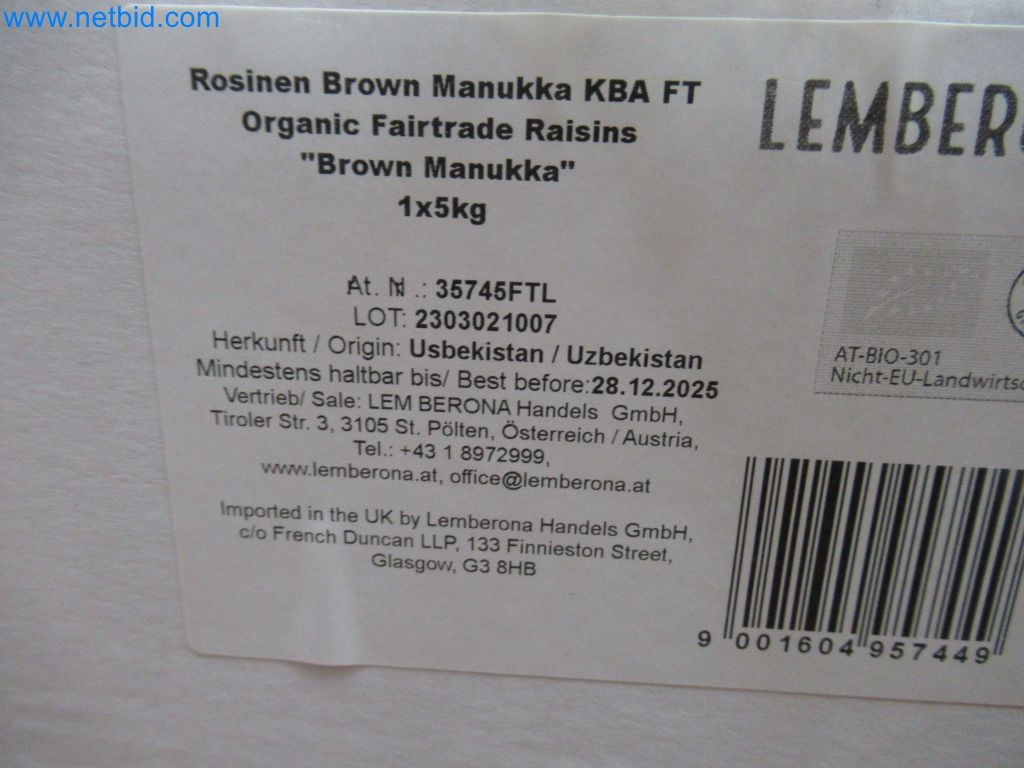 www.netbid.com
Rosinen Brown Manukka KBA FT
Organic Fairtrade Raisins
"Brown Manukka"
1x5kg
At. N .: 35745FTL
LOT: 2303021007
Herkunft / Origin: Usbekistan / Uzbekistan
Mindestens haltbar bis/ Best before:28.12.2025
Vertrieb/ Sale: LEM BERONA Handels GmbH,
Tiroler Str. 3, 3105 St. Pölten, Österreich / Austria,
Tel.: +43 1 8972999,
www.lemberona.at, office@lemberona.at
Imported in the UK by Lemberona Handels GmbH,
c/o French Duncan LLP, 133 Finnieston Street,
Glasgow, G3 8HB
LEMBER
AT-BIO-301
Nicht-EU-Landwirtsc
9 001604 957449